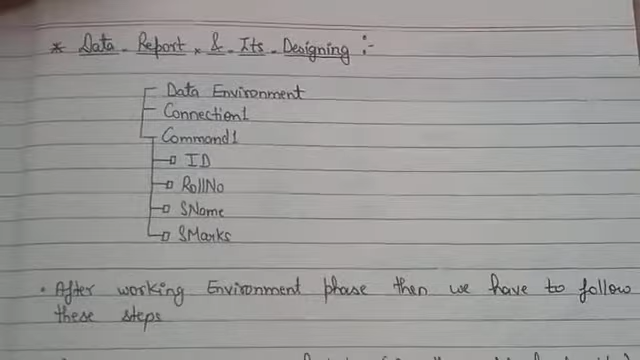 * Data Report & Its Designing :-
Data Environment
Connection1
Command1
ID
RollNo
SName
SMarks
• After working Environment phase then we have to follow
these steps